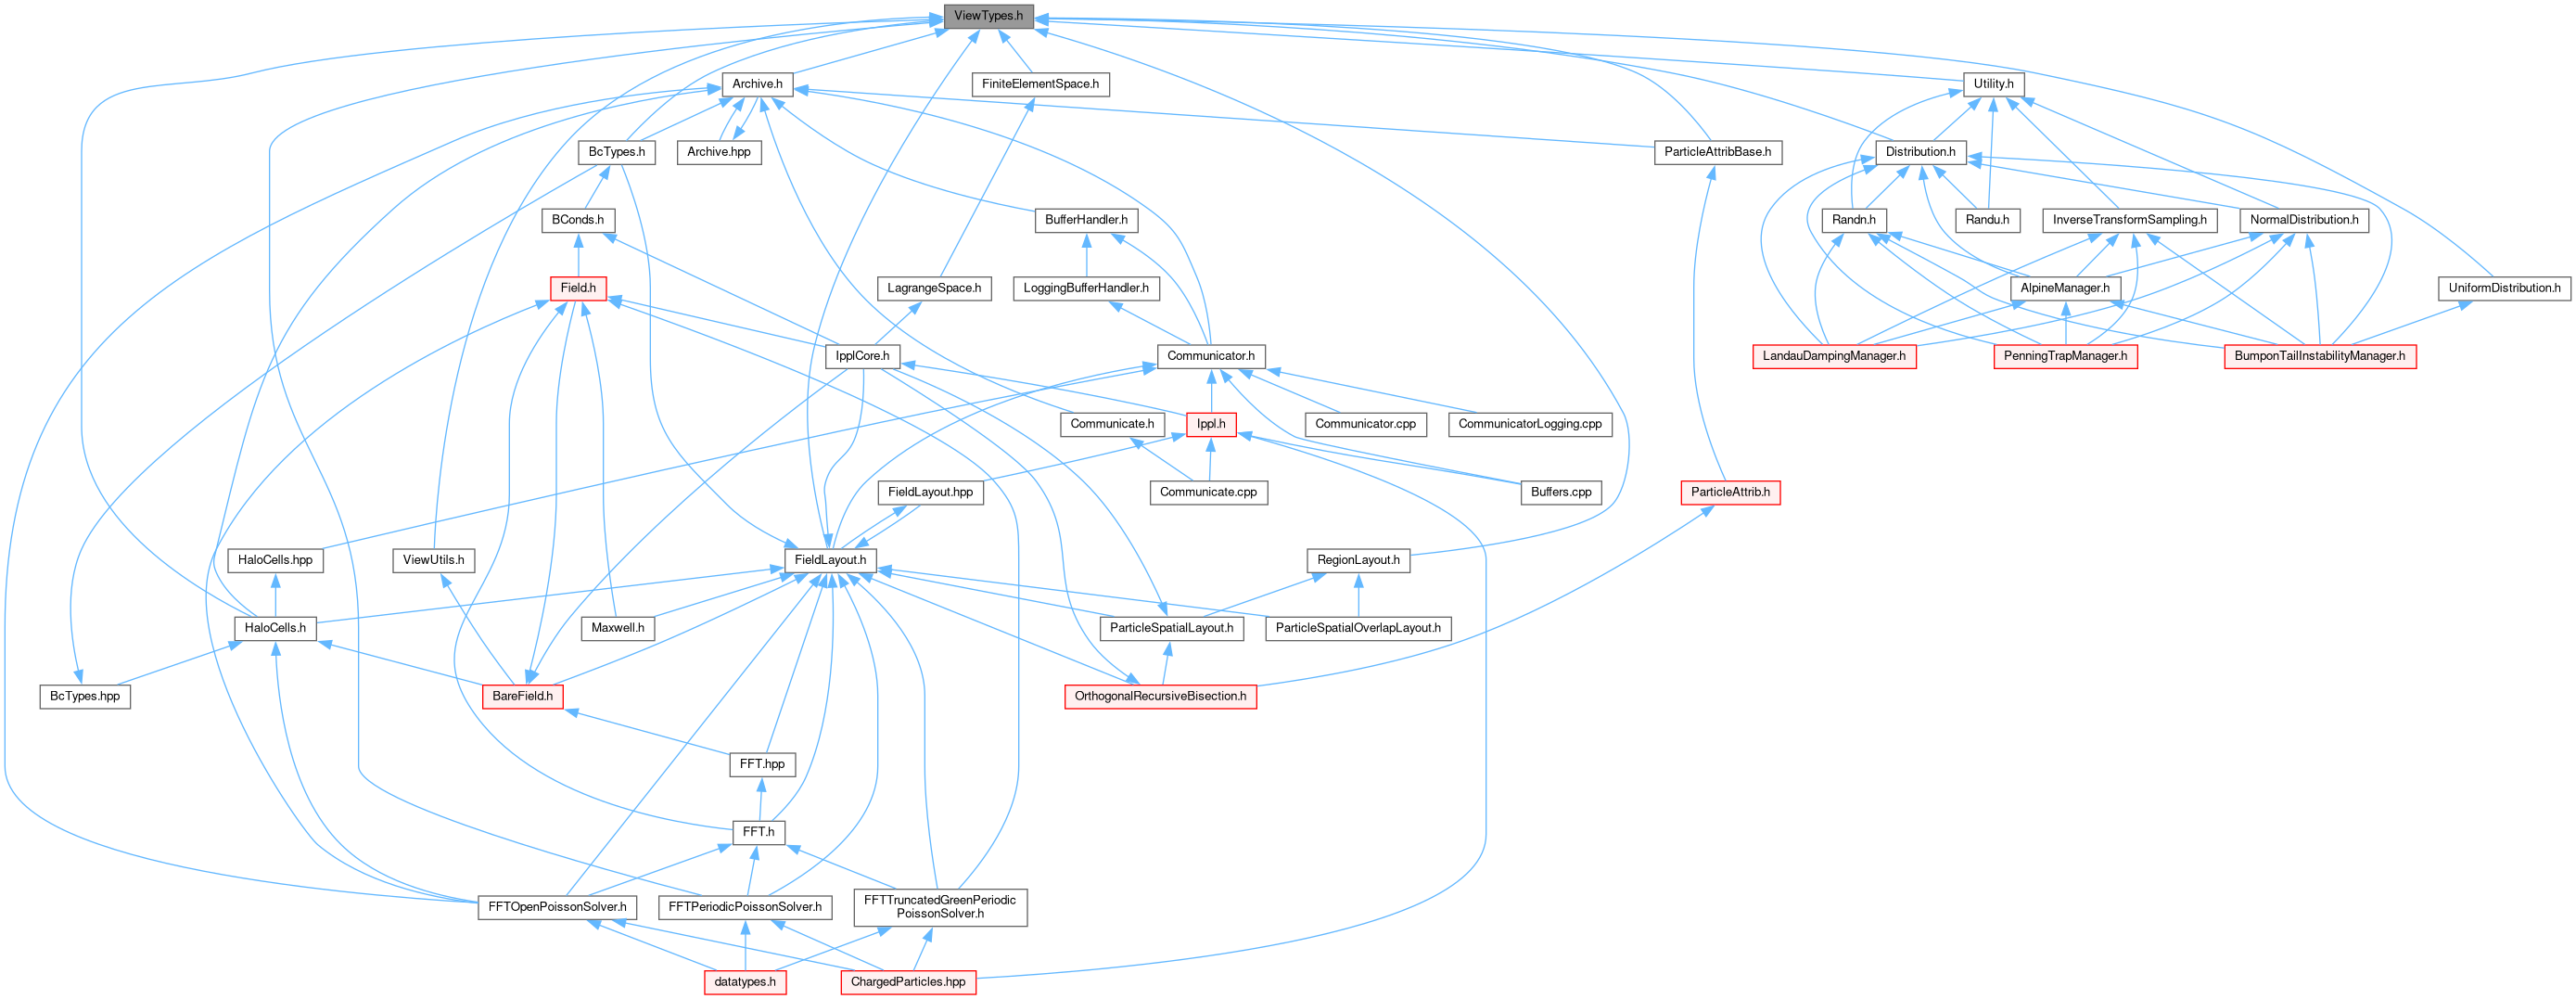 ViewTypes.h
Archive.h
FiniteElementSpace.h
Utility.h
BcTypes.h
Archive.hpp
ParticleAttribBase.h
Distribution.h
BConds.h
BufferHandler.h
Randn.h
Randu.h
InverseTransformSampling.h
NormalDistribution.h
Field.h
LagrangeSpace.h
LoggingBufferHandler.h
AlpineManager.h
UniformDistribution.h
IpplCore.h
Communicator.h
LandauDampingManager.h
PenningTrapManager.h
BumponTailInstabilityManager.h
Communicate.h
Ippl.h
Communicator.cpp
CommunicatorLogging.cpp
FieldLayout.hpp
Communicate.cpp
Buffers.cpp
ParticleAttrib.h
HaloCells.hpp
ViewUtils.h
FieldLayout.h
RegionLayout.h
HaloCells.h
Maxwell.h
ParticleSpatialLayout.h
ParticleSpatialOverlapLayout.h
BcTypes.hpp
BareField.h
OrthogonalRecursiveBisection.h
FFT.hpp
FFT.h
FFTOpenPoissonSolver.h
FFTPeriodicPoissonSolver.h
FFTTruncatedGreenPeriodic
PoissonSolver.h
datatypes.h
ChargedParticles.hpp